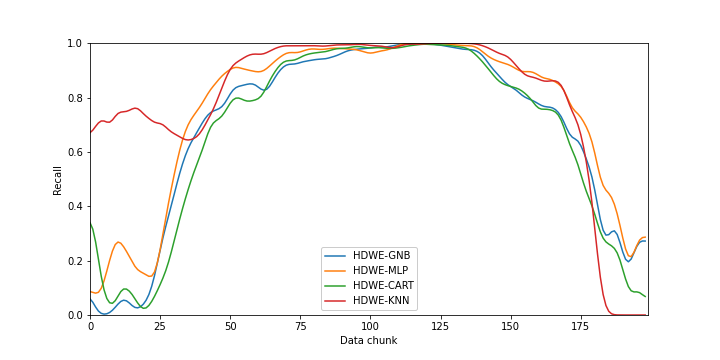 1.0
0.8
0.6
0.4
0.2
0.0
Recall
0 25 50 75 100 125 150 175
Data chunk
HDWE-GNB
HDWE-MLP
HDWE-CART
HDWE-KNN